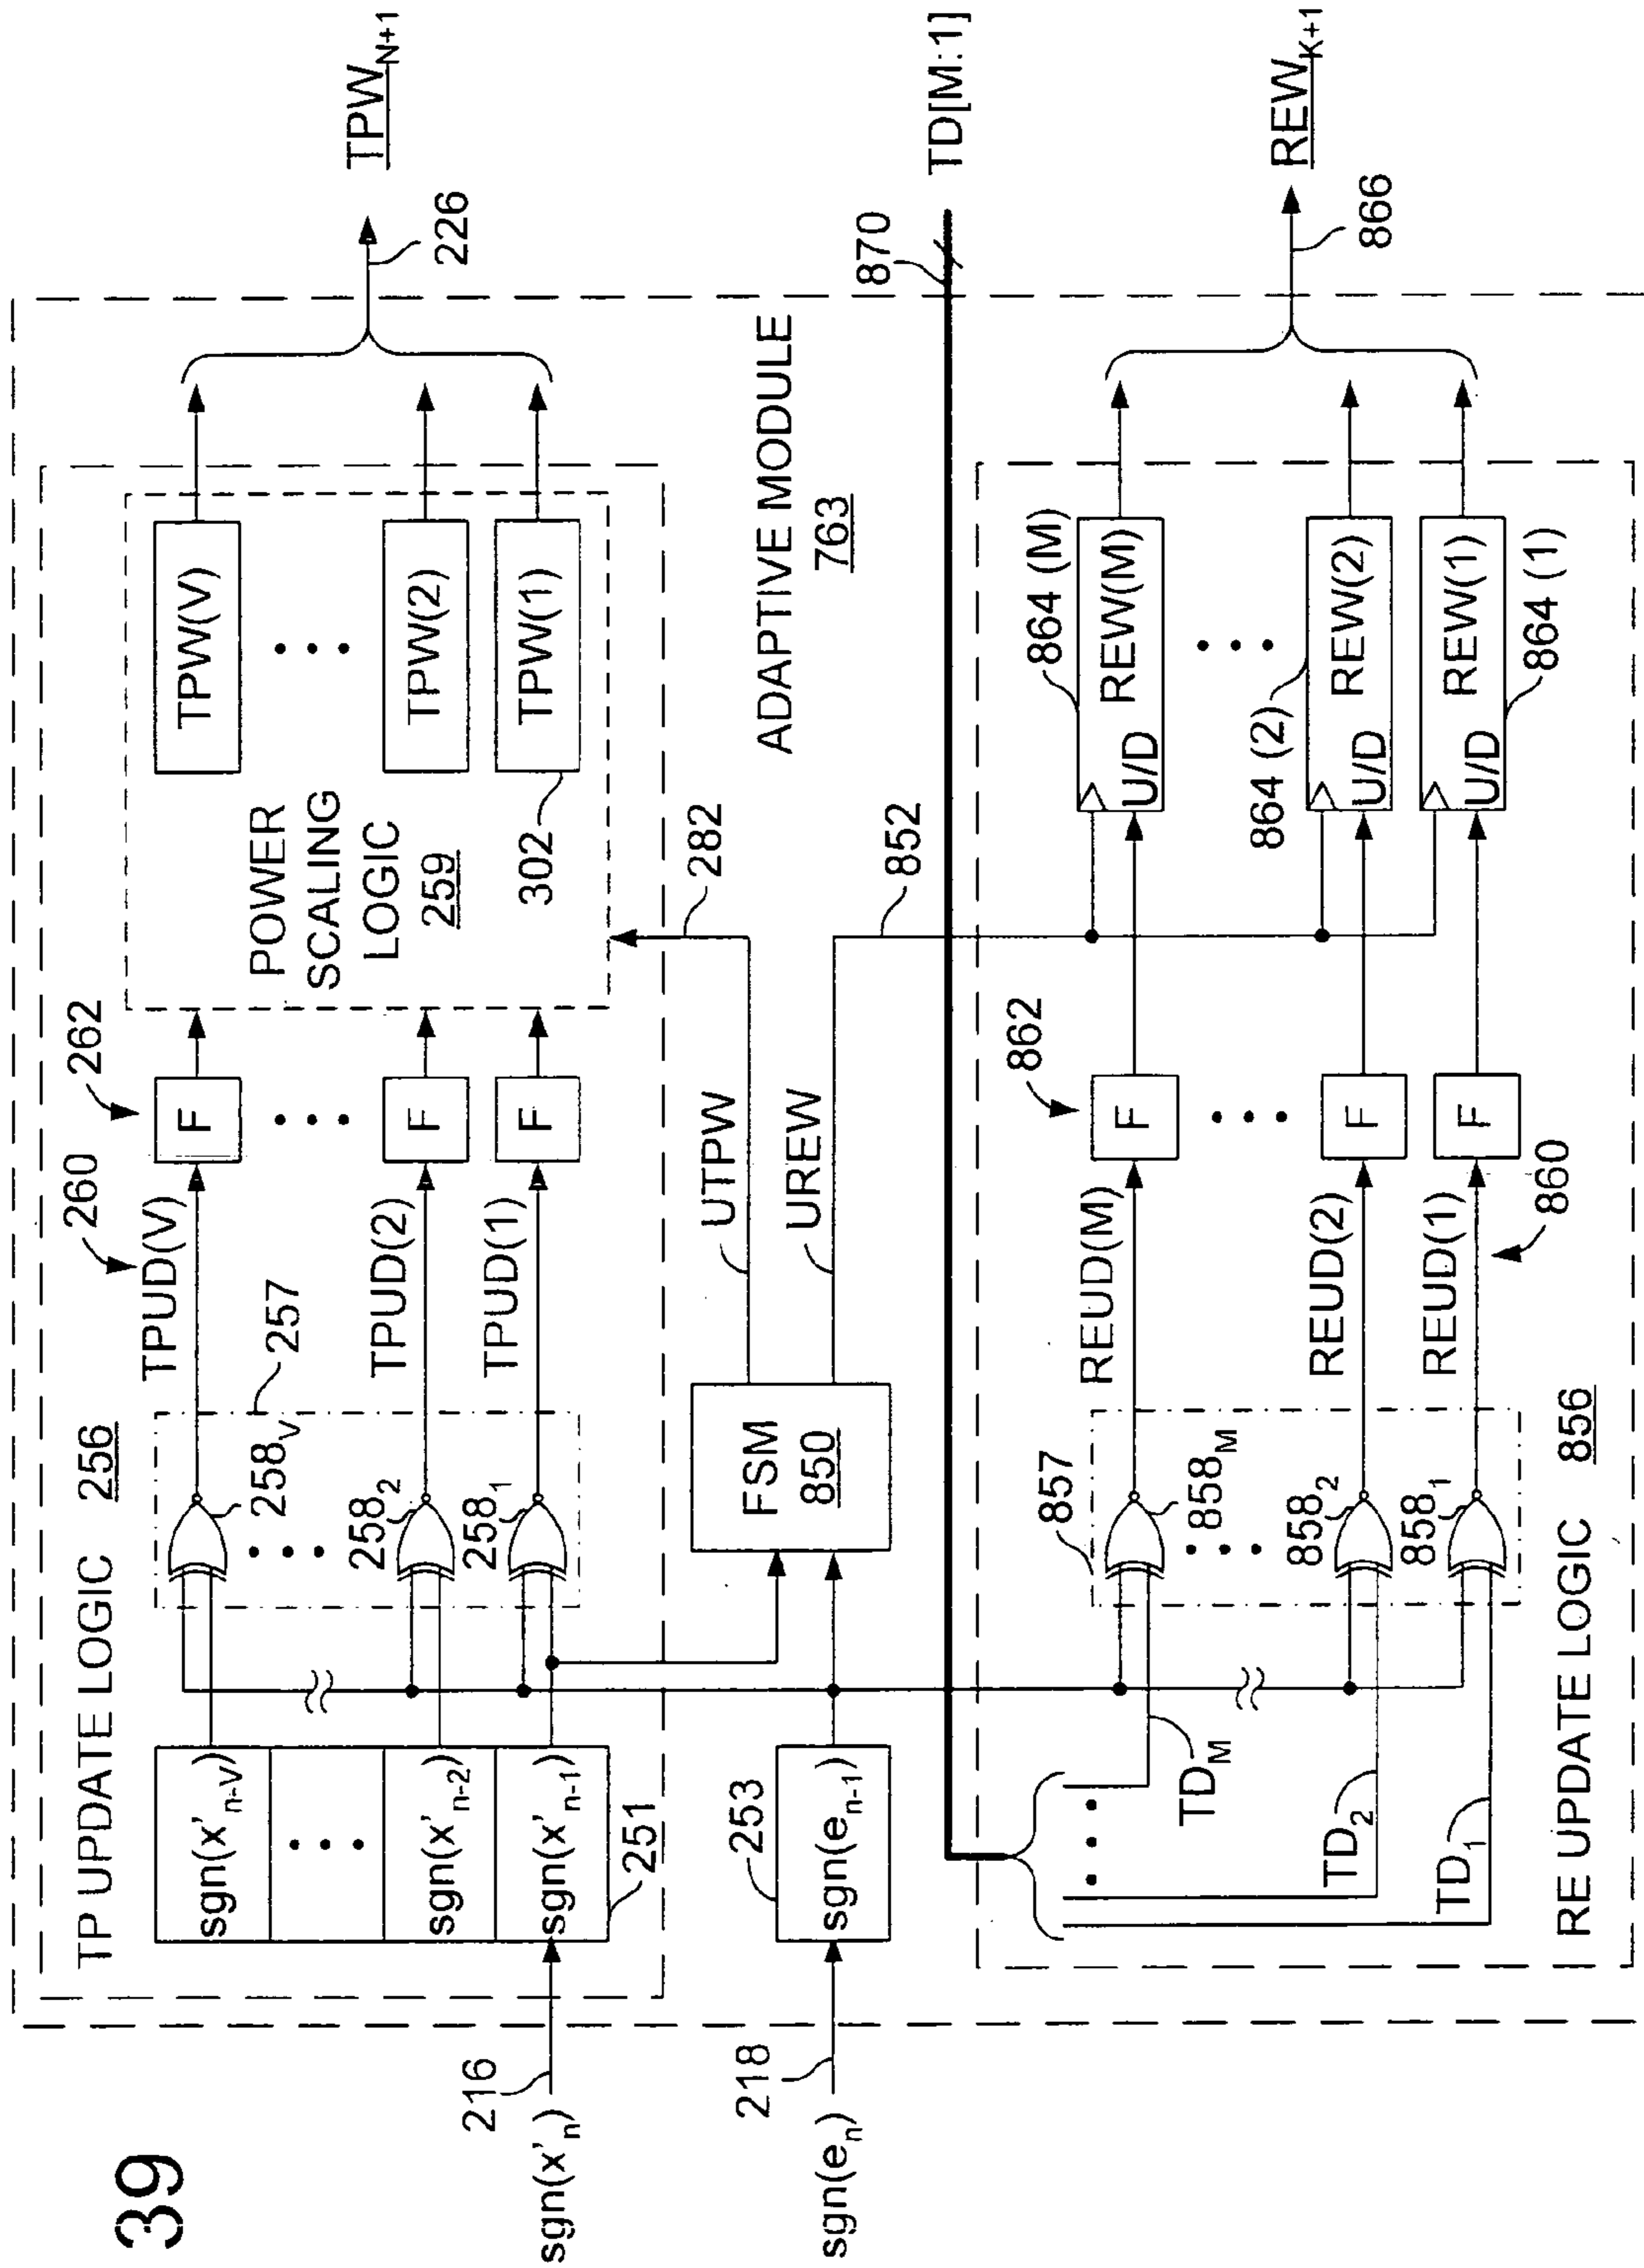 39
TP UPDATE LOGIC 256
sgn(x'n-V)
sgn(x'n-2)
sgn(x'n-1)
251
216
sgn(x'n)
258V
258₂
258₁
257
260
TPUD(V)
TPUD(2)
TPUD(1)
262
F
F
F
POWER
SCALING
LOGIC
259
302
TPW(V)
TPW(2)
TPW(1)
TPWN+1
226
ADAPTIVE MODULE
763
218
sgn(en)
253
sgn(en-1)
FSM
850
UTPW
UREW
282
852
870
TD[M:1]
TDM
TD₂
TD₁
857
858M
858₂
858₁
REUD(M)
REUD(2)
REUD(1)
860
862
F
F
F
864 (M)
REW(M)
U/D
864 (2)
REW(2)
U/D
REW(1)
U/D
864 (1)
REWK+1
866
RE UPDATE LOGIC 856